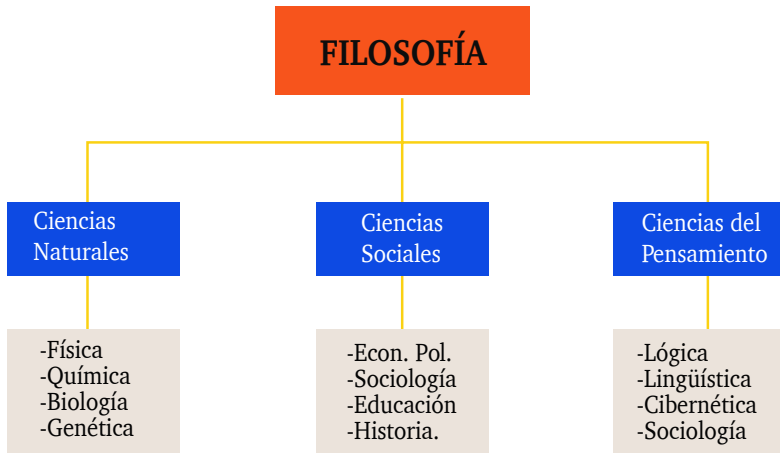 FILOSOFÍA
Ciencias
Naturales
Ciencias
Sociales
Ciencias del
Pensamiento
-Física
-Química
-Biología
-Genética
-Econ. Pol.
-Sociología
-Educación
-Historia.
-Lógica
-Lingüística
-Cibernética
-Sociología